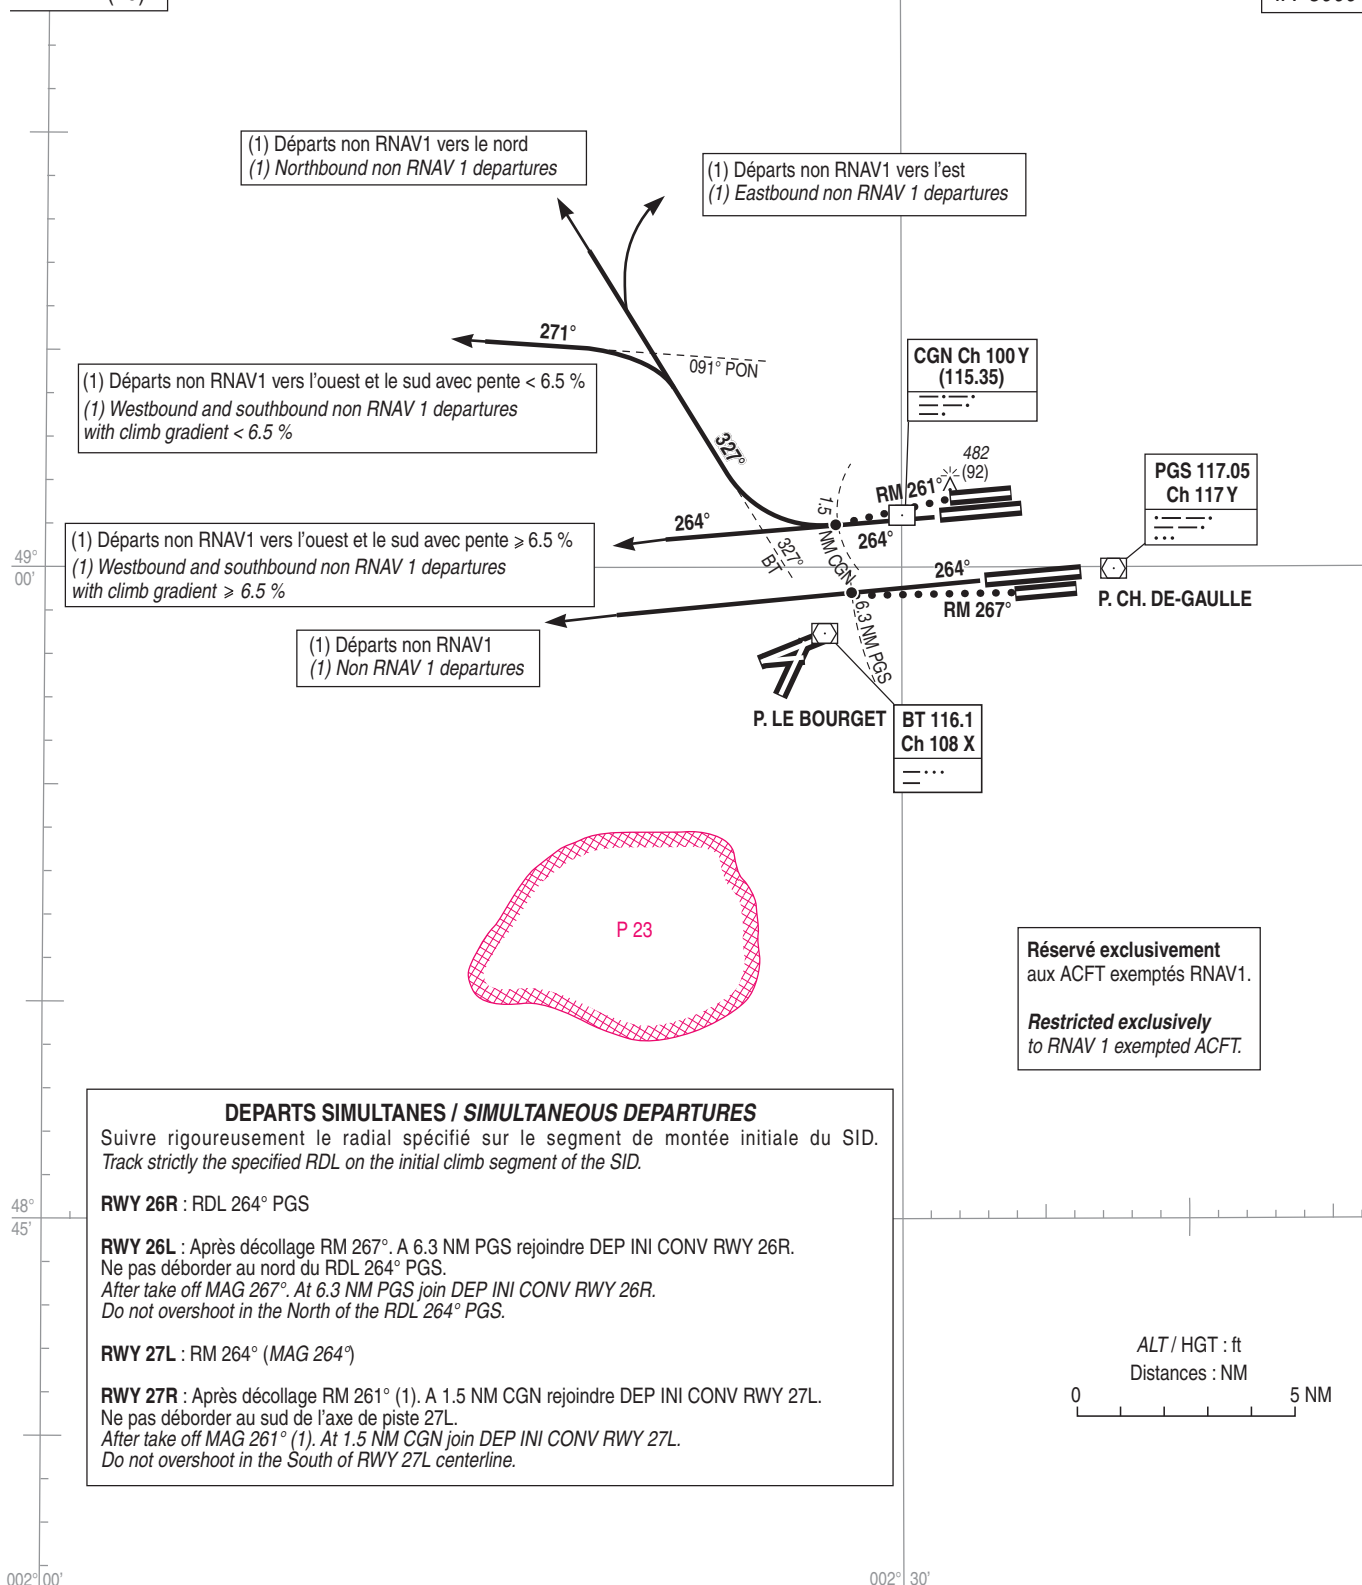 (1) Départs non RNAV1 vers le nord
(1) Northbound non RNAV 1 departures
(1) Départs non RNAV1 vers l'est
(1) Eastbound non RNAV 1 departures
271°
091° PON
CGN Ch 100 Y
(115.35)
(1) Départs non RNAV1 vers l'ouest et le sud avec pente < 6.5 %
(1) Westbound and southbound non RNAV 1 departures
with climb gradient < 6.5 %
327°
482
(92)
RM 261°
PGS 117.05
Ch 117 Y
1.5 NM CGN
264°
264°
(1) Départs non RNAV1 vers l'ouest et le sud avec pente ⩾ 6.5 %
(1) Westbound and southbound non RNAV 1 departures
with climb gradient ⩾ 6.5 %
327°
BT
49°
00'
264°
RM 267°
P. CH. DE-GAULLE
6.3 NM PGS
(1) Départs non RNAV1
(1) Non RNAV 1 departures
P. LE BOURGET
BT 116.1
Ch 108 X
P 23
Réservé exclusivement
aux ACFT exemptés RNAV1.
Restricted exclusively
to RNAV 1 exempted ACFT.
DEPARTS SIMULTANES / SIMULTANEOUS DEPARTURES
Suivre rigoureusement le radial spécifié sur le segment de montée initiale du SID.
Track strictly the specified RDL on the initial climb segment of the SID.
RWY 26R : RDL 264° PGS
48°
45'
RWY 26L : Après décollage RM 267°. A 6.3 NM PGS rejoindre DEP INI CONV RWY 26R.
Ne pas déborder au nord du RDL 264° PGS.
After take off MAG 267°. At 6.3 NM PGS join DEP INI CONV RWY 26R.
Do not overshoot in the North of the RDL 264° PGS.
RWY 27L : RM 264° (MAG 264°)
RWY 27R : Après décollage RM 261° (1). A 1.5 NM CGN rejoindre DEP INI CONV RWY 27L.
Ne pas déborder au sud de l'axe de piste 27L.
After take off MAG 261° (1). At 1.5 NM CGN join DEP INI CONV RWY 27L.
Do not overshoot in the South of RWY 27L centerline.
ALT / HGT : ft
Distances : NM
0 5 NM
002° 00'
002° 30'